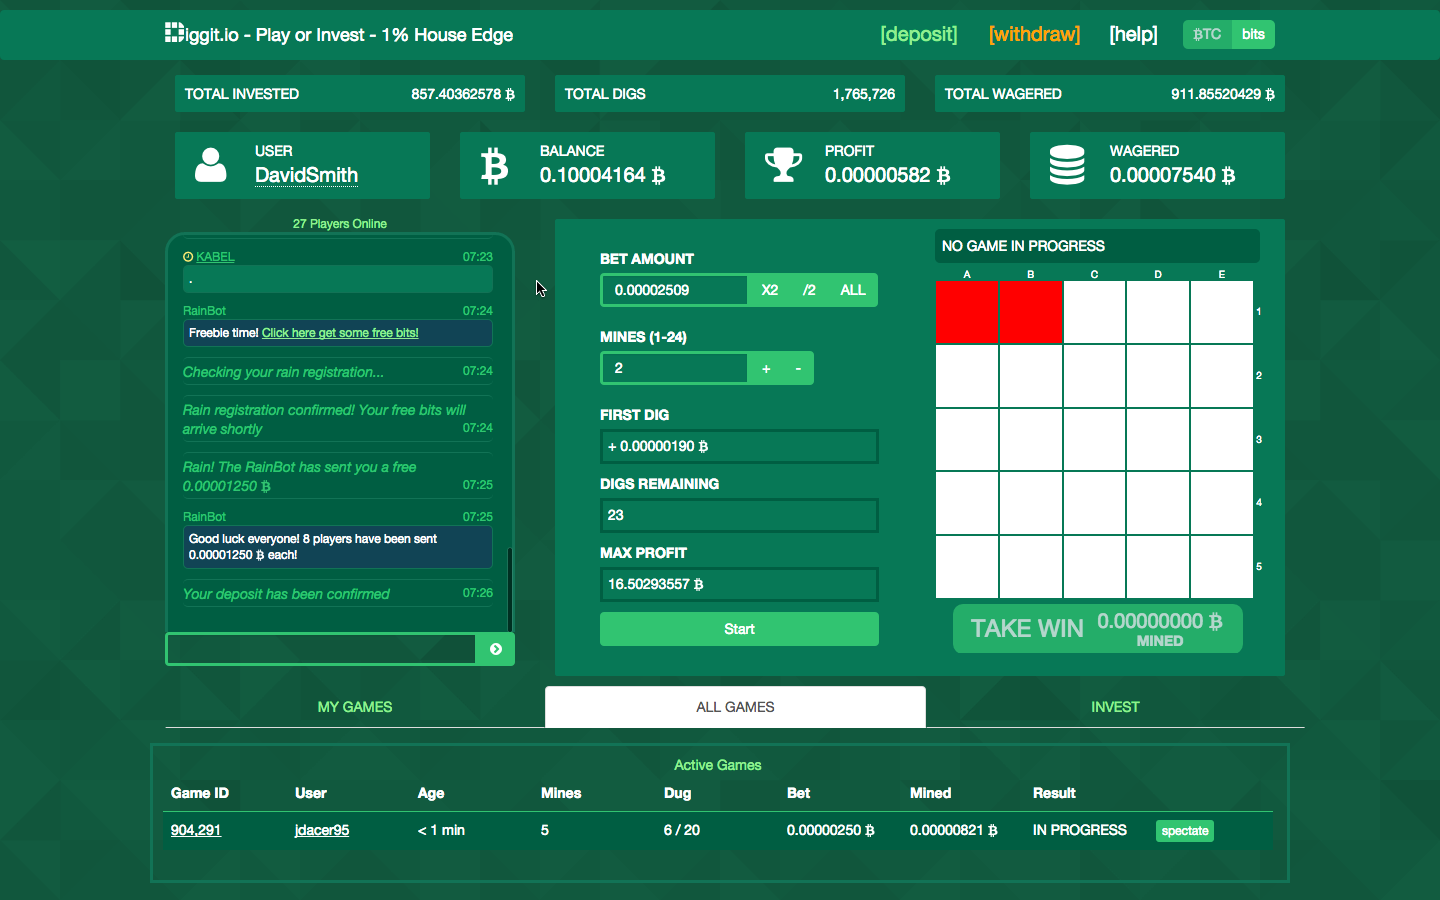 Diggit.io - Play or Invest - 1% House Edge
[deposit] [withdraw] [help] ₿TC bits
TOTAL INVESTED 857.40362578 ₿
TOTAL DIGS 1,765,726
TOTAL WAGERED 911.85520429 ₿
USER
DavidSmith
BALANCE
0.10004164 ₿
PROFIT
0.00000582 ₿
WAGERED
0.00007540 ₿
27 Players Online
KABEL 07:23
.
RainBot 07:24
Freebie time! Click here get some free bits!
Checking your rain registration... 07:24
Rain registration confirmed! Your free bits will
arrive shortly 07:24
Rain! The RainBot has sent you a free
0.00001250 ₿ 07:25
RainBot 07:25
Good luck everyone! 8 players have been sent
0.00001250 ₿ each!
Your deposit has been confirmed 07:26
BET AMOUNT
0.00002509 X2 /2 ALL
MINES (1-24)
2 + -
FIRST DIG
+ 0.00000190 ₿
DIGS REMAINING
23
MAX PROFIT
16.50293557 ₿
Start
NO GAME IN PROGRESS
A B C D E
1
2
3
4
5
TAKE WIN 0.00000000 ₿
MINED
MY GAMES ALL GAMES INVEST
Active Games
Game ID User Age Mines Dug Bet Mined Result
904,291 jdacer95 < 1 min 5 6 / 20 0.00000250 ₿ 0.00000821 ₿ IN PROGRESS spectate